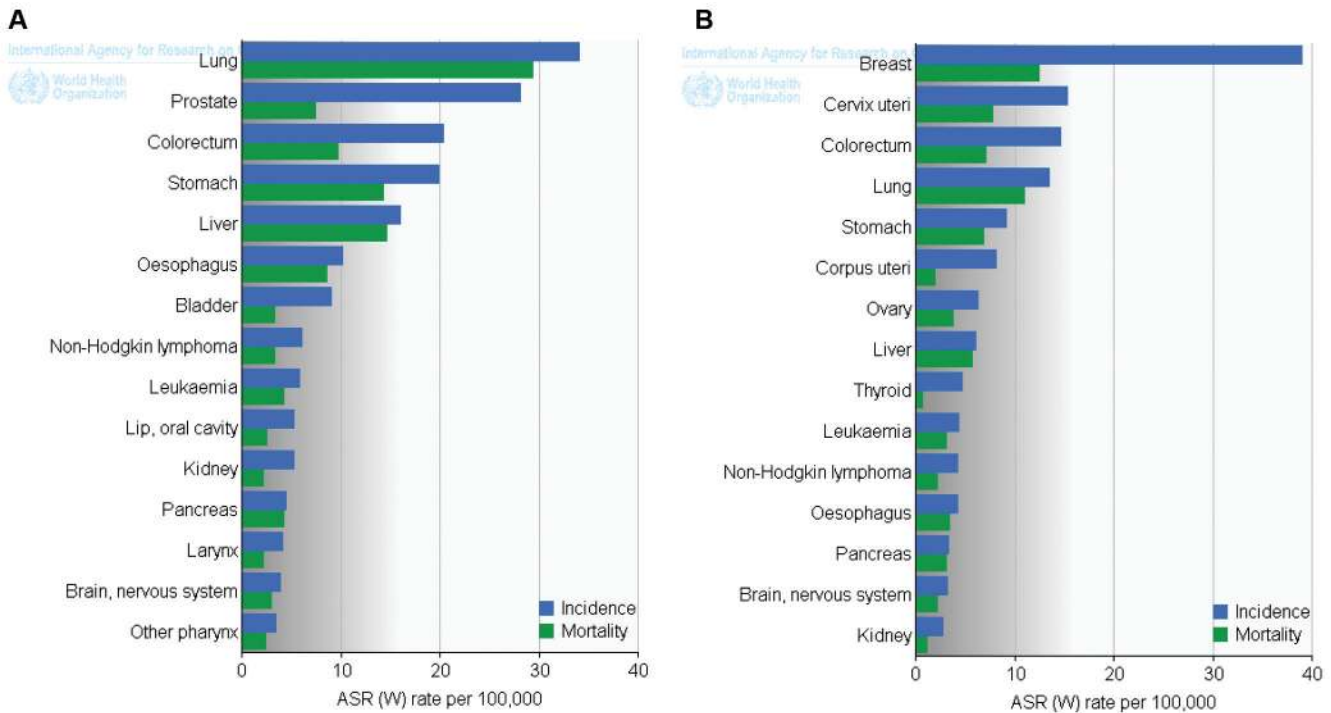 A
International Agency for Research on
World Health
Organization
Lung
Prostate
Colorectum
Stomach
Liver
Oesophagus
Bladder
Non-Hodgkin lymphoma
Leukaemia
Lip, oral cavity
Kidney
Pancreas
Larynx
Brain, nervous system
Other pharynx
Incidence
Mortality
0 10 20 30 40
ASR (W) rate per 100,000
B
International Agency for Research on
World Health
Organization
Breast
Cervix uteri
Colorectum
Lung
Stomach
Corpus uteri
Ovary
Liver
Thyroid
Leukaemia
Non-Hodgkin lymphoma
Oesophagus
Pancreas
Brain, nervous system
Kidney
Incidence
Mortality
0 10 20 30 40
ASR (W) rate per 100,000